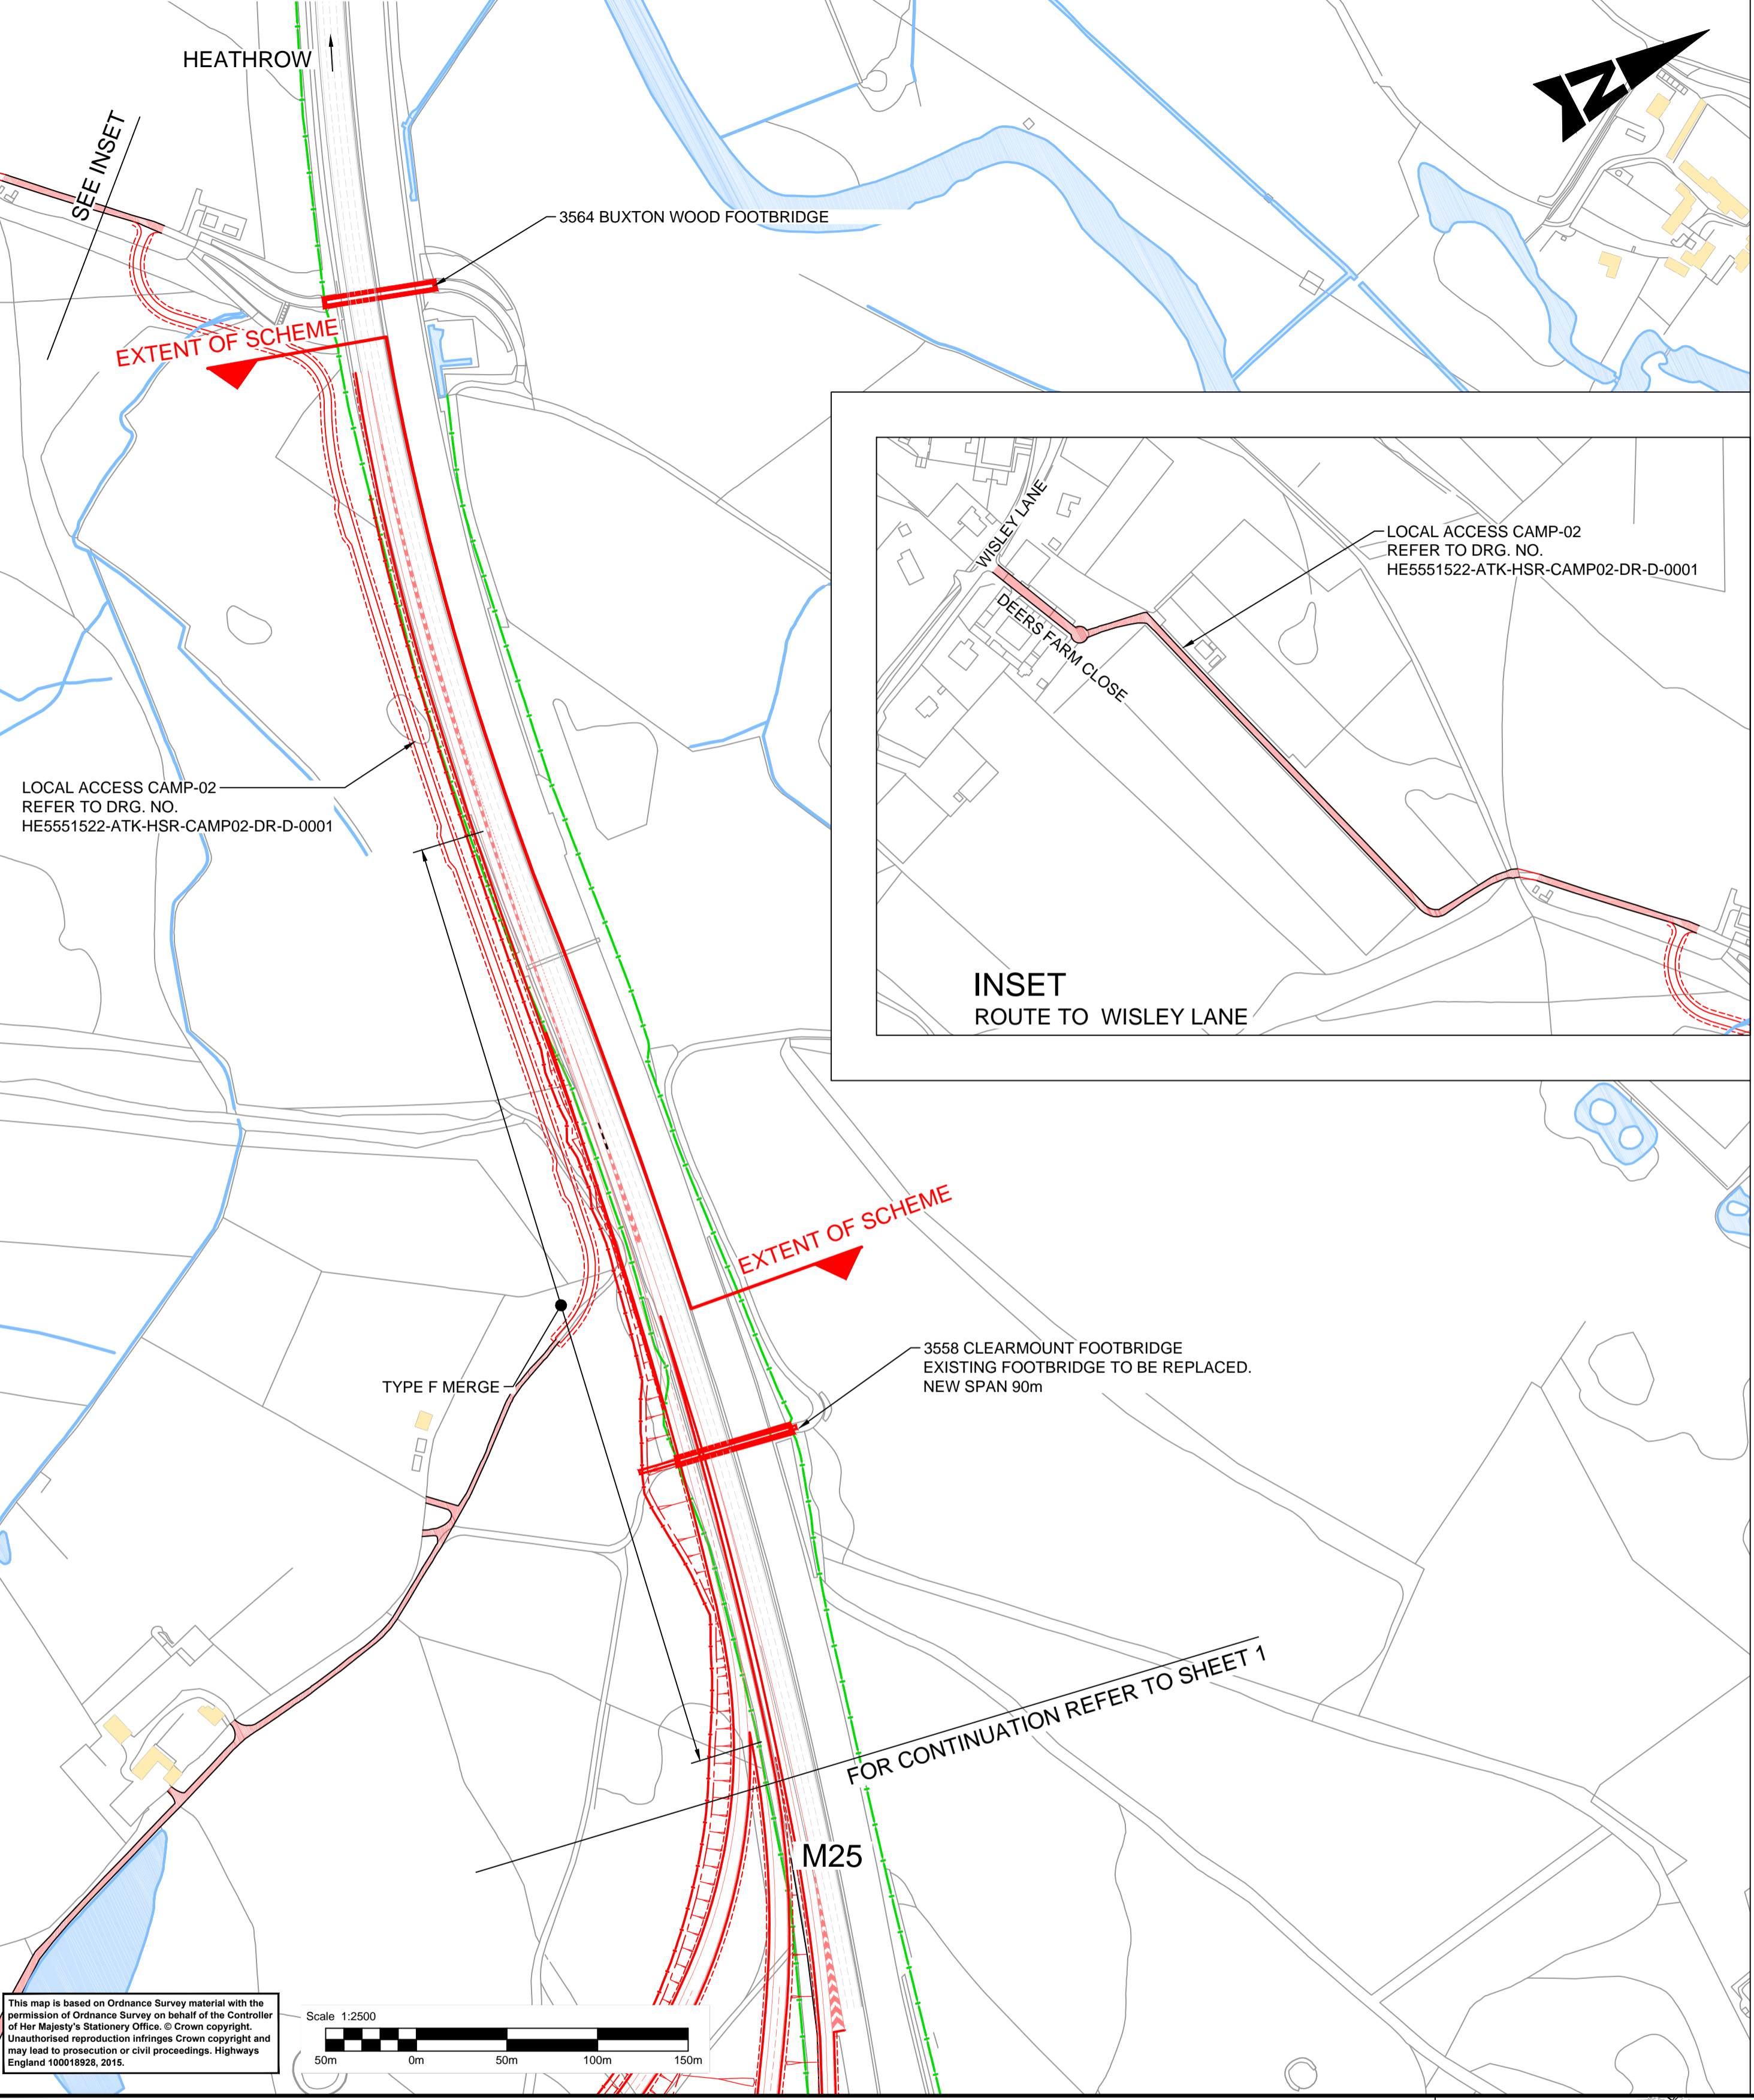 HEATHROW
N
SEE INSET
3564 BUXTON WOOD FOOTBRIDGE
EXTENT OF SCHEME
WISLEY LANE
LOCAL ACCESS CAMP-02
REFER TO DRG. NO.
HE5551522-ATK-HSR-CAMP02-DR-D-0001
DEERS FARM CLOSE
INSET
ROUTE TO WISLEY LANE
LOCAL ACCESS CAMP-02
REFER TO DRG. NO.
HE5551522-ATK-HSR-CAMP02-DR-D-0001
EXTENT OF SCHEME
3558 CLEARMOUNT FOOTBRIDGE
EXISTING FOOTBRIDGE TO BE REPLACED.
NEW SPAN 90m
TYPE F MERGE
FOR CONTINUATION REFER TO SHEET 1
M25
This map is based on Ordnance Survey material with the
permission of Ordnance Survey on behalf of the Controller
of Her Majesty's Stationery Office. © Crown copyright.
Unauthorised reproduction infringes Crown copyright and
may lead to prosecution or civil proceedings. Highways
England 100018928, 2015.
Scale 1:2500
50m 0m 50m 100m 150m